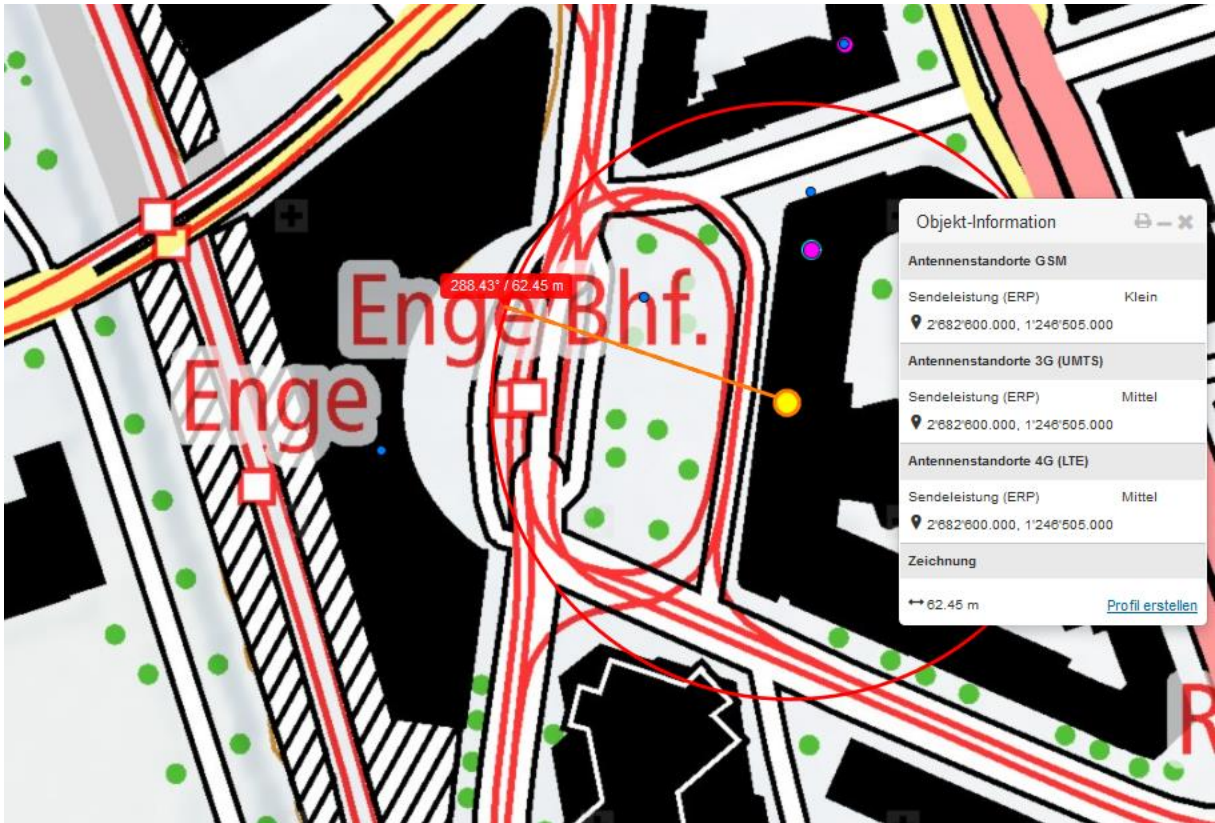 288.43° / 62.45 m
Enge Bhf.
Enge
R
Objekt-Information
Antennenstandorte GSM
Sendeleistung (ERP) Klein
2'682'600.000, 1'246'505.000
Antennenstandorte 3G (UMTS)
Sendeleistung (ERP) Mittel
2'682'600.000, 1'246'505.000
Antennenstandorte 4G (LTE)
Sendeleistung (ERP) Mittel
2'682'600.000, 1'246'505.000
Zeichnung
62.45 m Profil erstellen